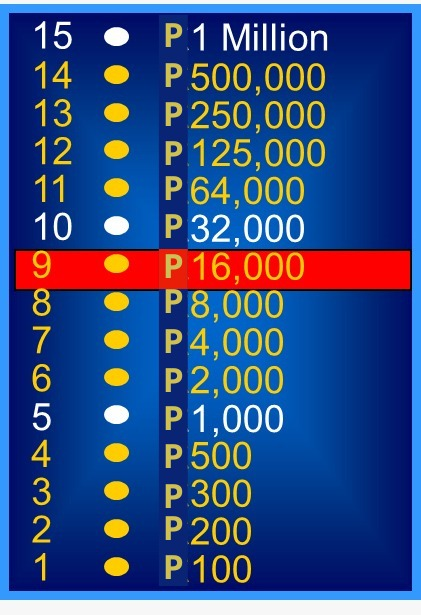 15 P 1 Million
14 P 500,000
13 P 250,000
12 P 125,000
11 P 64,000
10 P 32,000
9 P 16,000
8 P 8,000
7 P 4,000
6 P 2,000
5 P 1,000
4 P 500
3 P 300
2 P 200
1 P 100